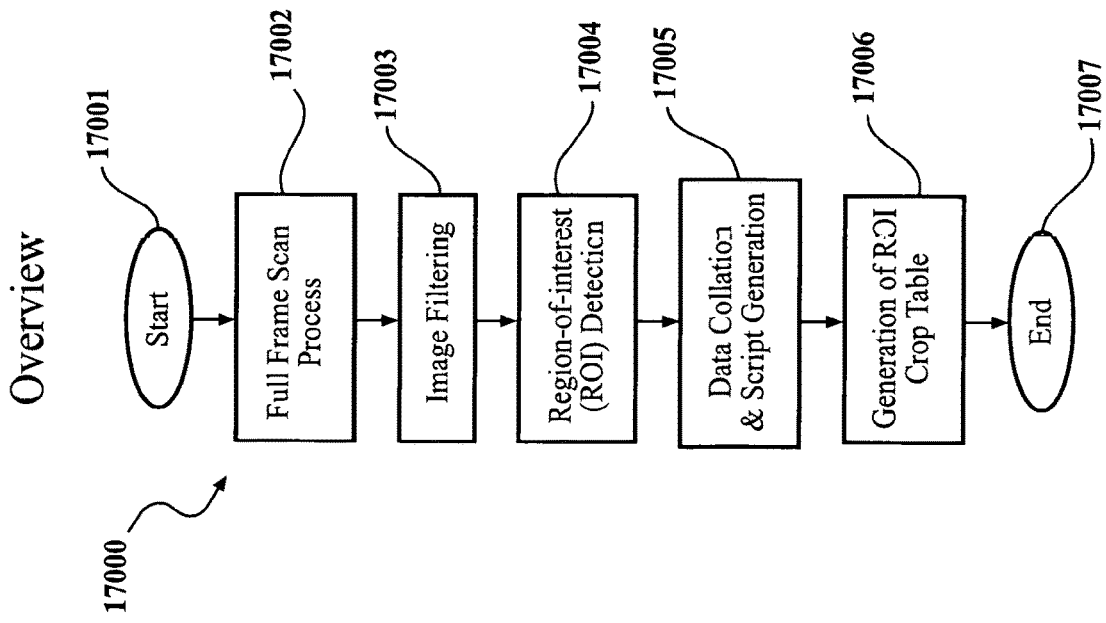 Overview
17000
Start
17001
Full Frame Scan
Process
17002
Image Filtering
17003
Region-of-interest
(ROI) Detection
17004
Data Collation
& Script Generation
17005
Generation of ROI
Crop Table
17006
End
17007